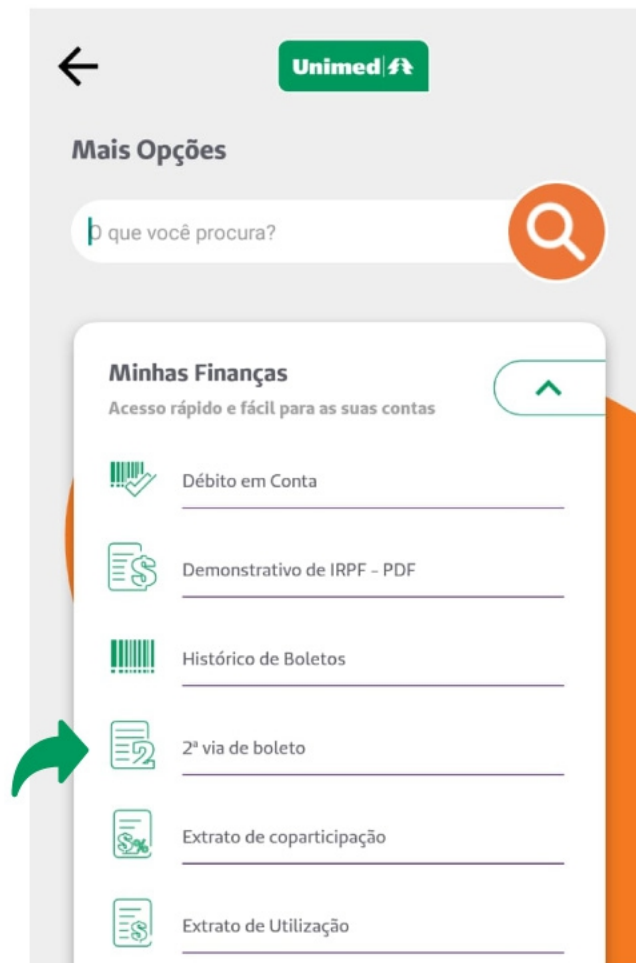 Unimed
Mais Opções
O que você procura?
Minhas Finanças
Acesso rápido e fácil para as suas contas
Débito em Conta
Demonstrativo de IRPF - PDF
Histórico de Boletos
2ª via de boleto
Extrato de coparticipação
Extrato de Utilização